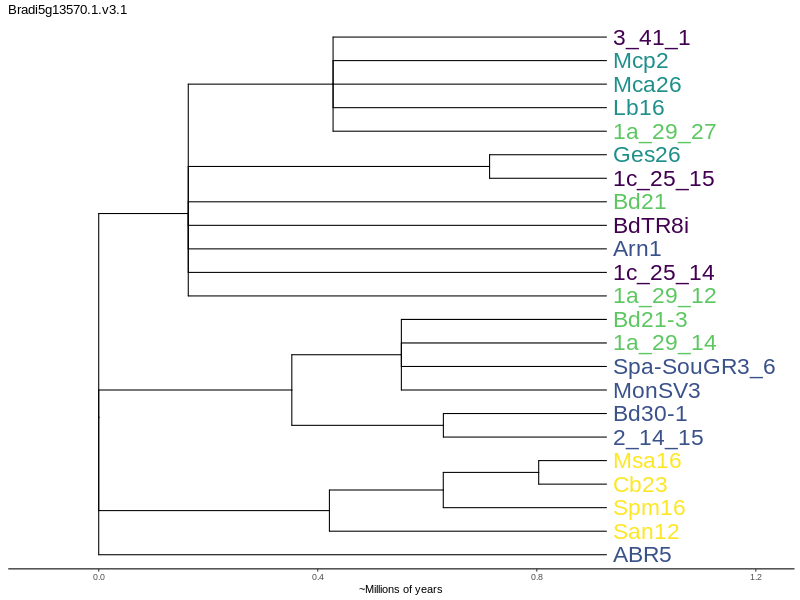 Bradi5g13570.1.v3.1
3_41_1
Mcp2
Mca26
Lb16
1a_29_27
Ges26
1c_25_15
Bd21
BdTR8i
Arn1
1c_25_14
1a_29_12
Bd21-3
1a_29_14
Spa-SouGR3_6
MonSV3
Bd30-1
2_14_15
Msa16
Cb23
Spm16
San12
ABR5
0.0 0.4 0.8 1.2
~Millions of years